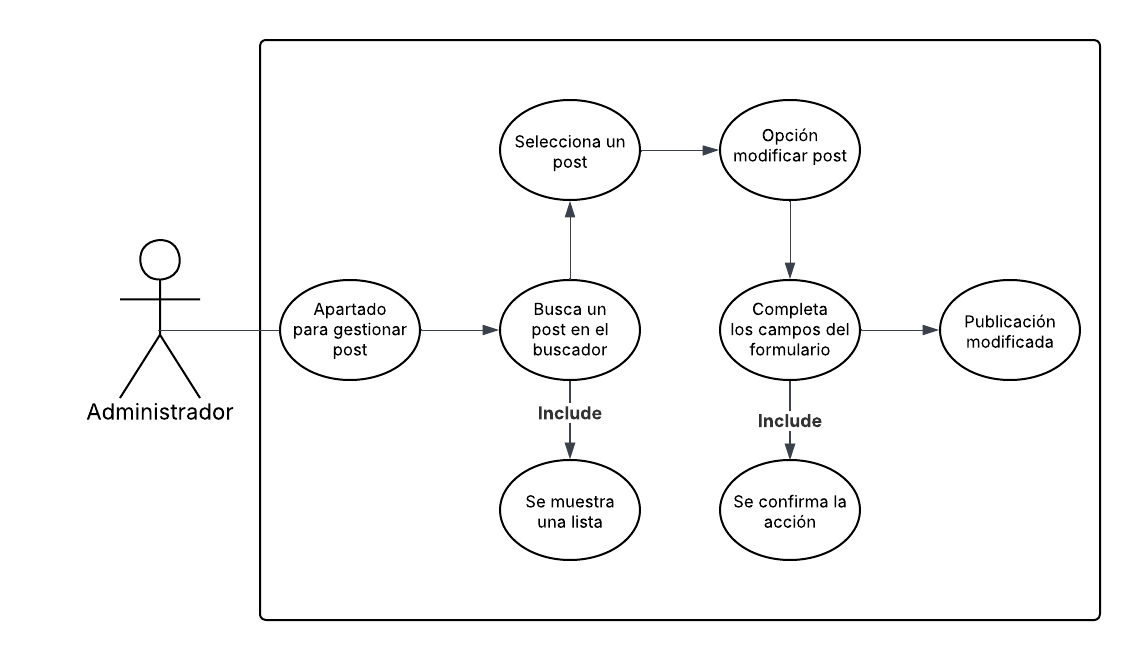 Selecciona un
post
Opción
modificar post
Apartado
para gestionar
post
Busca un
post en el
buscador
Completa
los campos del
formulario
Publicación
modificada
Administrador
Include
Include
Se muestra
una lista
Se confirma la
acción